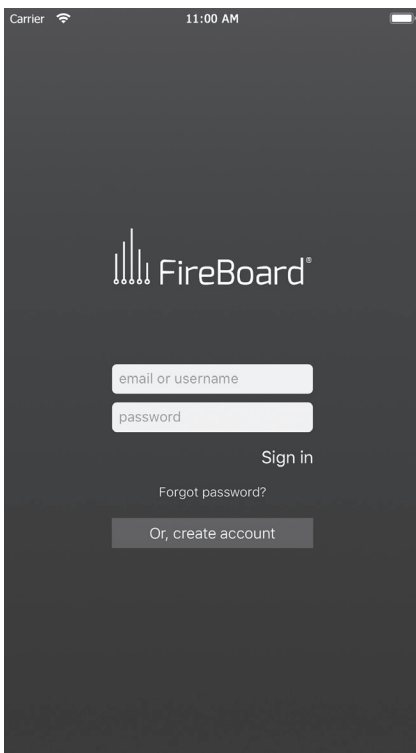 Carrier 11:00 AM
FireBoard®
email or username
password
Sign in
Forgot password?
Or, create account